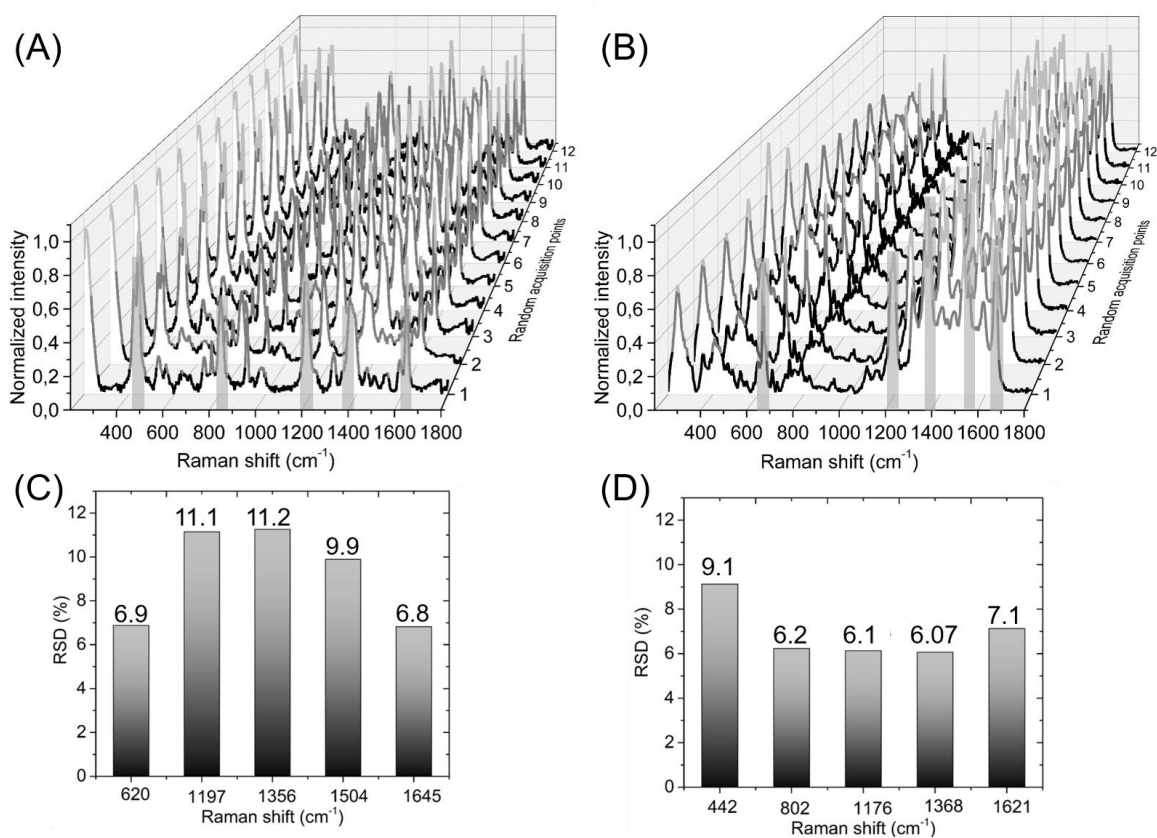 (A)
Normalized intensity
1,0
0,8
0,6
0,4
0,2
0,0
400 600 800 1000 1200 1400 1600 1800
Raman shift (cm-1)
1
2
3
4
5
6
7
8
9
10
11
12
Random acquisition points
(B)
Normalized intensity
1,0
0,8
0,6
0,4
0,2
0,0
400 600 800 1000 1200 1400 1600 1800
Raman shift (cm-1)
1
2
3
4
5
6
7
8
9
10
11
12
Random acquisition points
(C)
RSD (%)
12
10
8
6
4
2
0
6.9 11.1 11.2 9.9 6.8
620 1197 1356 1504 1645
Raman shift (cm-1)
(D)
RSD (%)
12
10
8
6
4
2
0
9.1 6.2 6.1 6.07 7.1
442 802 1176 1368 1621
Raman shift (cm-1)